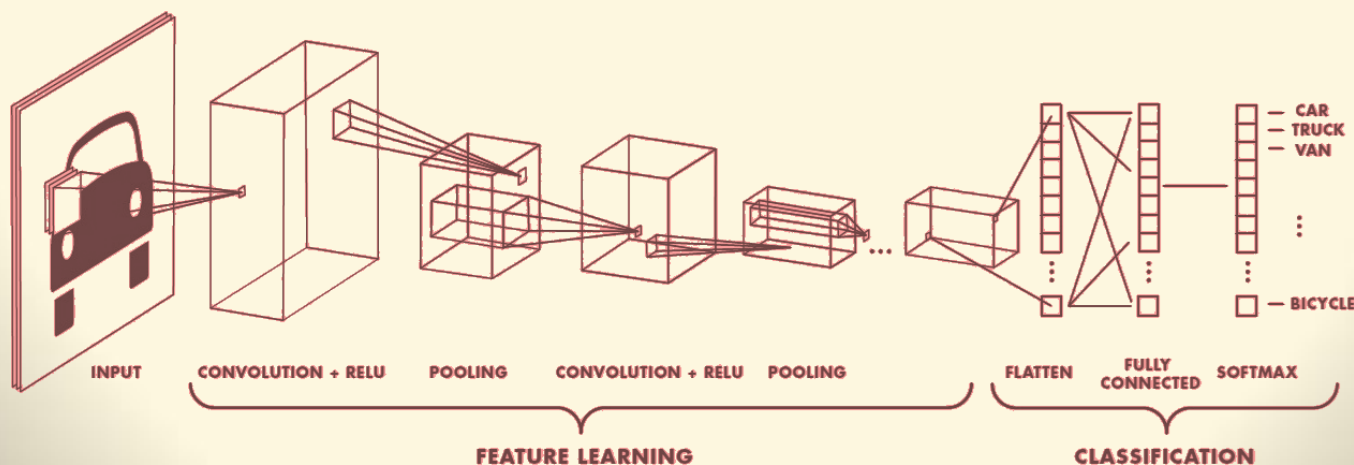 CAR
TRUCK
VAN
BICYCLE
INPUT
CONVOLUTION + RELU
POOLING
CONVOLUTION + RELU
POOLING
FLATTEN
FULLY
CONNECTED
SOFTMAX
FEATURE LEARNING
CLASSIFICATION